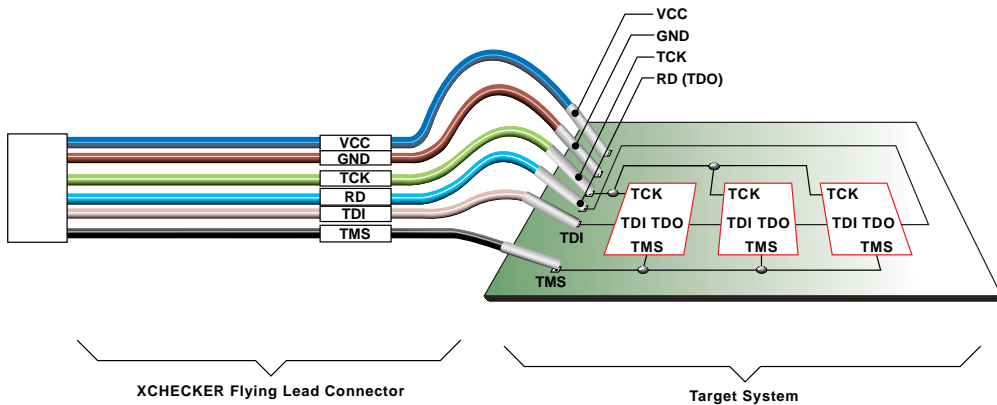 VCC
GND
TCK
RD (TDO)
VCC
GND
TCK
RD
TDI
TMS
TCK TCK TCK
TDI TDO TDI TDO TDI TDO
TMS TMS TMS
TDI
TMS
XCHECKER Flying Lead Connector
Target System